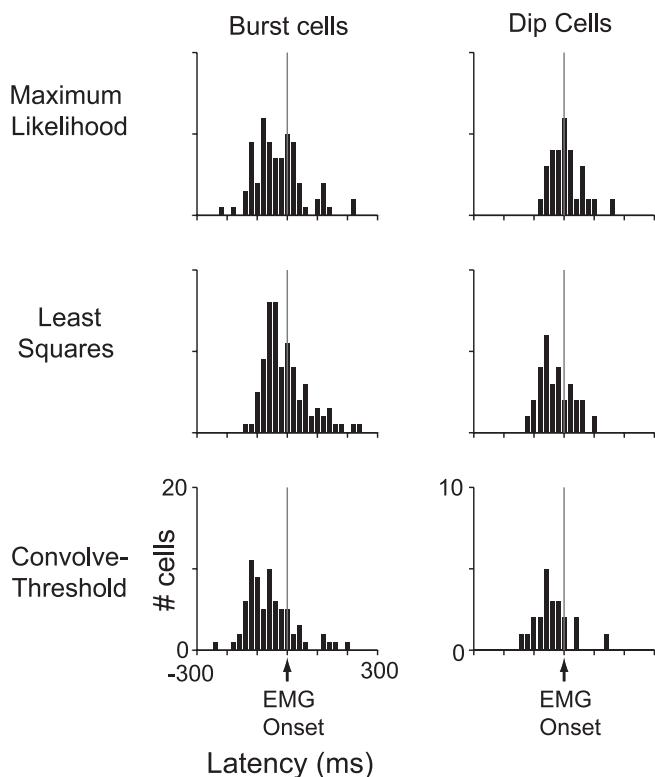 Burst cells
Dip Cells
Maximum
Likelihood
Least
Squares
Convolve-
Threshold
# cells
20
0
-300
300
10
0
EMG
Onset
EMG
Onset
Latency (ms)